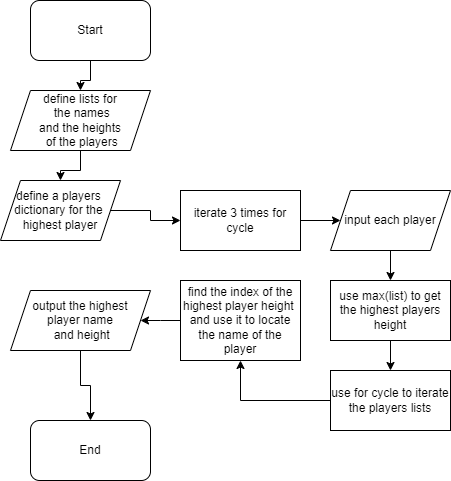 Start
define lists for
the names
and the heights
of the players
define a players
dictionary for the
highest player
iterate 3 times for
cycle
input each player
use max(list) to get
the highest players
height
use for cycle to iterate
the players lists
find the index of the
highest player height
and use it to locate
the name of the
player
output the highest
player name
and height
End